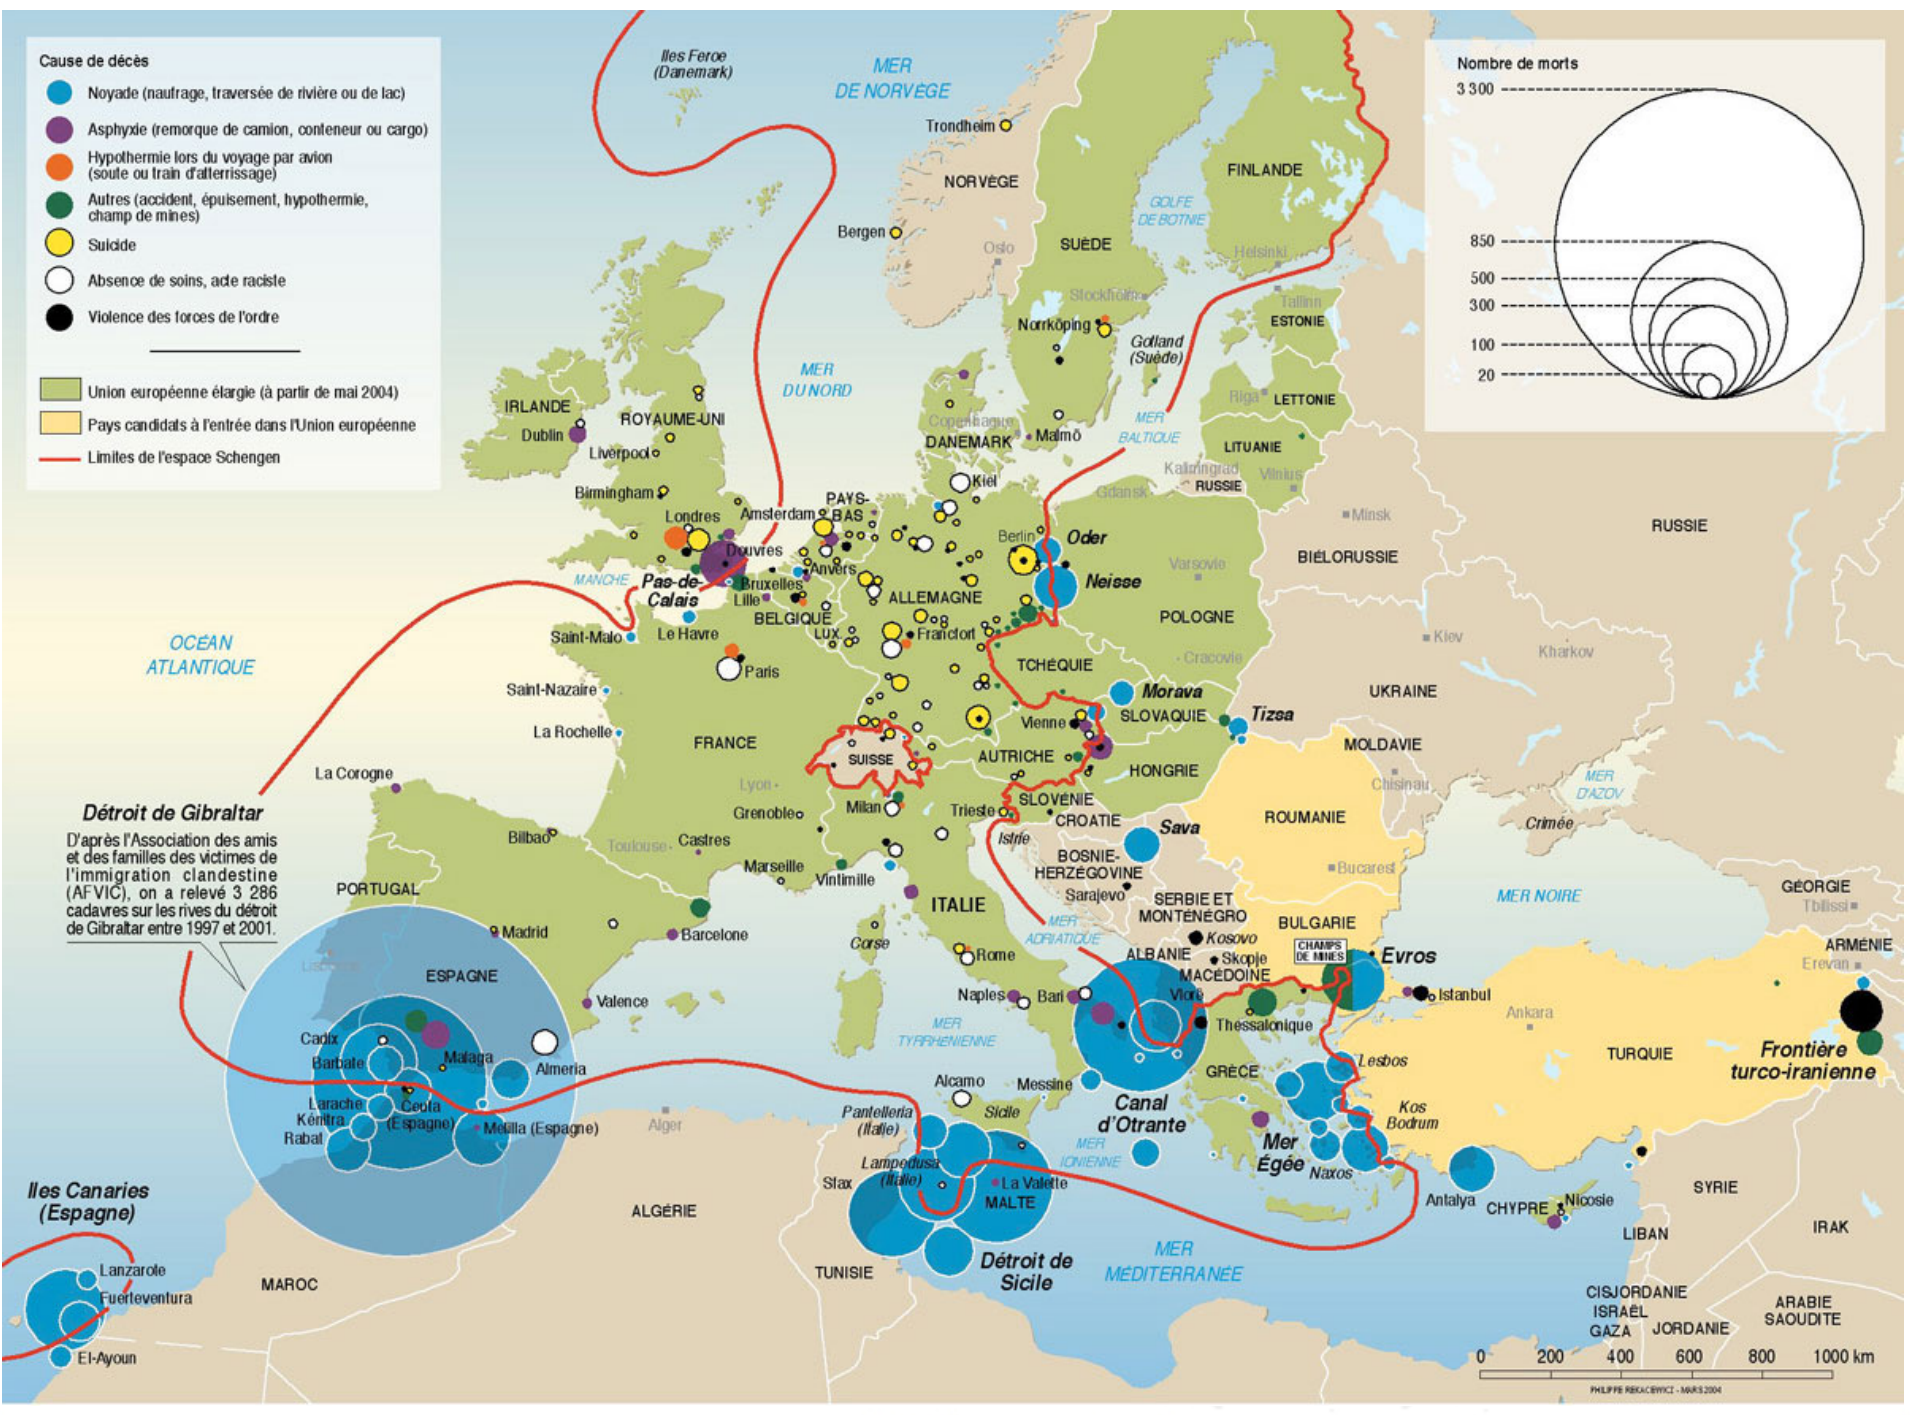 Cause de décès
Noyade (naufrage, traversée de rivière ou de lac)
Asphyxie (remorque de camion, conteneur ou cargo)
Hypothermie lors du voyage par avion
(soute ou train d'atterrissage)
Autres (accident, épuisement, hypothermie,
champ de mines)
Suicide
Absence de soins, acte raciste
Violence des forces de l'ordre
Union européenne élargie (à partir de mai 2004)
Pays candidats à l'entrée dans l'Union européenne
Limites de l'espace Schengen
Nombre de morts
3 300
850
500
300
100
20
Iles Feroe
(Danemark)
MER
DE NORVÈGE
Trondheim
NORVÈGE
FINLANDE
Bergen
Oslo
SUÈDE
GOLFE
DE BOTNIE
Helsinki
Stockholm
Tallinn
ESTONIE
Norrköping
Gotland
(Suède)
MER
DU NORD
IRLANDE
ROYAUME-UNI
Dublin
Liverpool
Birmingham
Londres
Copenhague
DANEMARK
Malmö
MER
BALTIQUE
Riga
LETTONIE
LITUANIE
Kaliningrad
RUSSIE
Vilnius
Gdansk
Kiel
PAYS-
BAS
Amsterdam
Berlin
Oder
Minsk
RUSSIE
BIÉLORUSSIE
Douvres
MANCHE
Pas-de-
Calais
Anvers
Bruxelles
Lille
BELGIQUE
ALLEMAGNE
Neisse
Varsovie
POLOGNE
LUX.
Francfort
OCÉAN
ATLANTIQUE
Saint-Malo
Le Havre
Paris
TCHÉQUIE
Cracovie
Kiev
Kharkov
UKRAINE
Saint-Nazaire
La Rochelle
Morava
Vienne
SLOVAQUIE
Tizsa
FRANCE
SUISSE
AUTRICHE
HONGRIE
MOLDAVIE
Chisinau
MER
D'AZOV
La Corogne
Lyon
Grenoble
Milan
Trieste
SLOVÉNIE
CROATIE
Istrie
Sava
ROUMANIE
Crimée
Détroit de Gibraltar
D'après l'Association des amis
et des familles des victimes de
l'immigration clandestine
(AFVIC), on a relevé 3 286
cadavres sur les rives du détroit
de Gibraltar entre 1997 et 2001.
Bilbao
Toulouse
Castres
Marseille
Vintimille
BOSNIE-
HERZÉGOVINE
Sarajevo
Bucarest
PORTUGAL
ITALIE
SERBIE ET
MONTÉNÉGRO
MER NOIRE
GÉORGIE
Tbilissi
Madrid
Barcelone
Corse
MER
ADRIATIQUE
BULGARIE
Kosovo
CHAMPS
DE MINES
Evros
ARMÉNIE
Erevan
ESPAGNE
Rome
ALBANIE
Skopje
MACÉDOINE
Valence
Naples
Bari
Vlorë
Istanbul
Ankara
Thessalonique
MER
TYRRHÉNIENNE
Cadix
Barbate
Malaga
Almeria
Larache
Kénitra
Rabat
Ceuta
(Espagne)
Melilla (Espagne)
Alger
Alcamo
Messine
Sicile
Pantelleria
(Italie)
Canal
d'Otrante
GRÈCE
Lesbos
TURQUIE
Frontière
turco-iranienne
Kos
Bodrum
Mer
Égée
Naxos
Lampedusa
(Italie)
MER
IONIENNE
Sfax
La Valette
MALTE
Antalya
CHYPRE
Nicosie
SYRIE
LIBAN
IRAK
Iles Canaries
(Espagne)
ALGÉRIE
TUNISIE
Détroit de
Sicile
MER
MÉDITERRANÉE
Lanzarote
Fuerteventura
El-Ayoun
MAROC
CISJORDANIE
ISRAËL
GAZA
JORDANIE
ARABIE
SAOUDITE
0 200 400 600 800 1000 km
PHILIPPE REKACEWICZ - MARS 2004